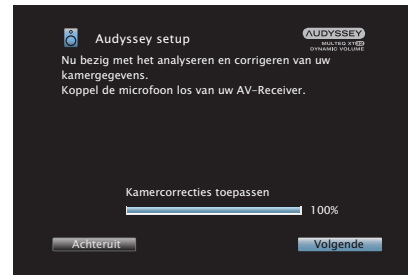 Audyssey setup
AUDYSSEY
MULTEQ XT32
DYNAMIC VOLUME
Nu bezig met het analyseren en corrigeren van uw
kamergegevens.
Koppel de microfoon los van uw AV-Receiver.
Kamercorrecties toepassen
100%
Achteruit
Volgende